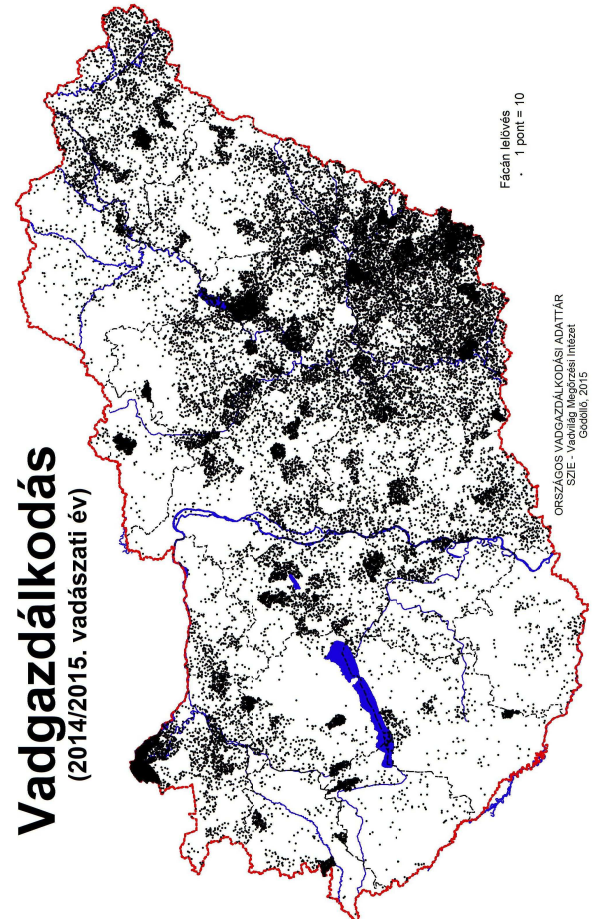 Vadgazdálkodás
(2014/2015. vadászati év)
Fácán lelövés
· 1 pont = 10
ORSZÁGOS VADGAZDÁLKODÁSI ADATTÁR
SZIE - Vadvilág Megőrzési Intézet
Gödöllő, 2015